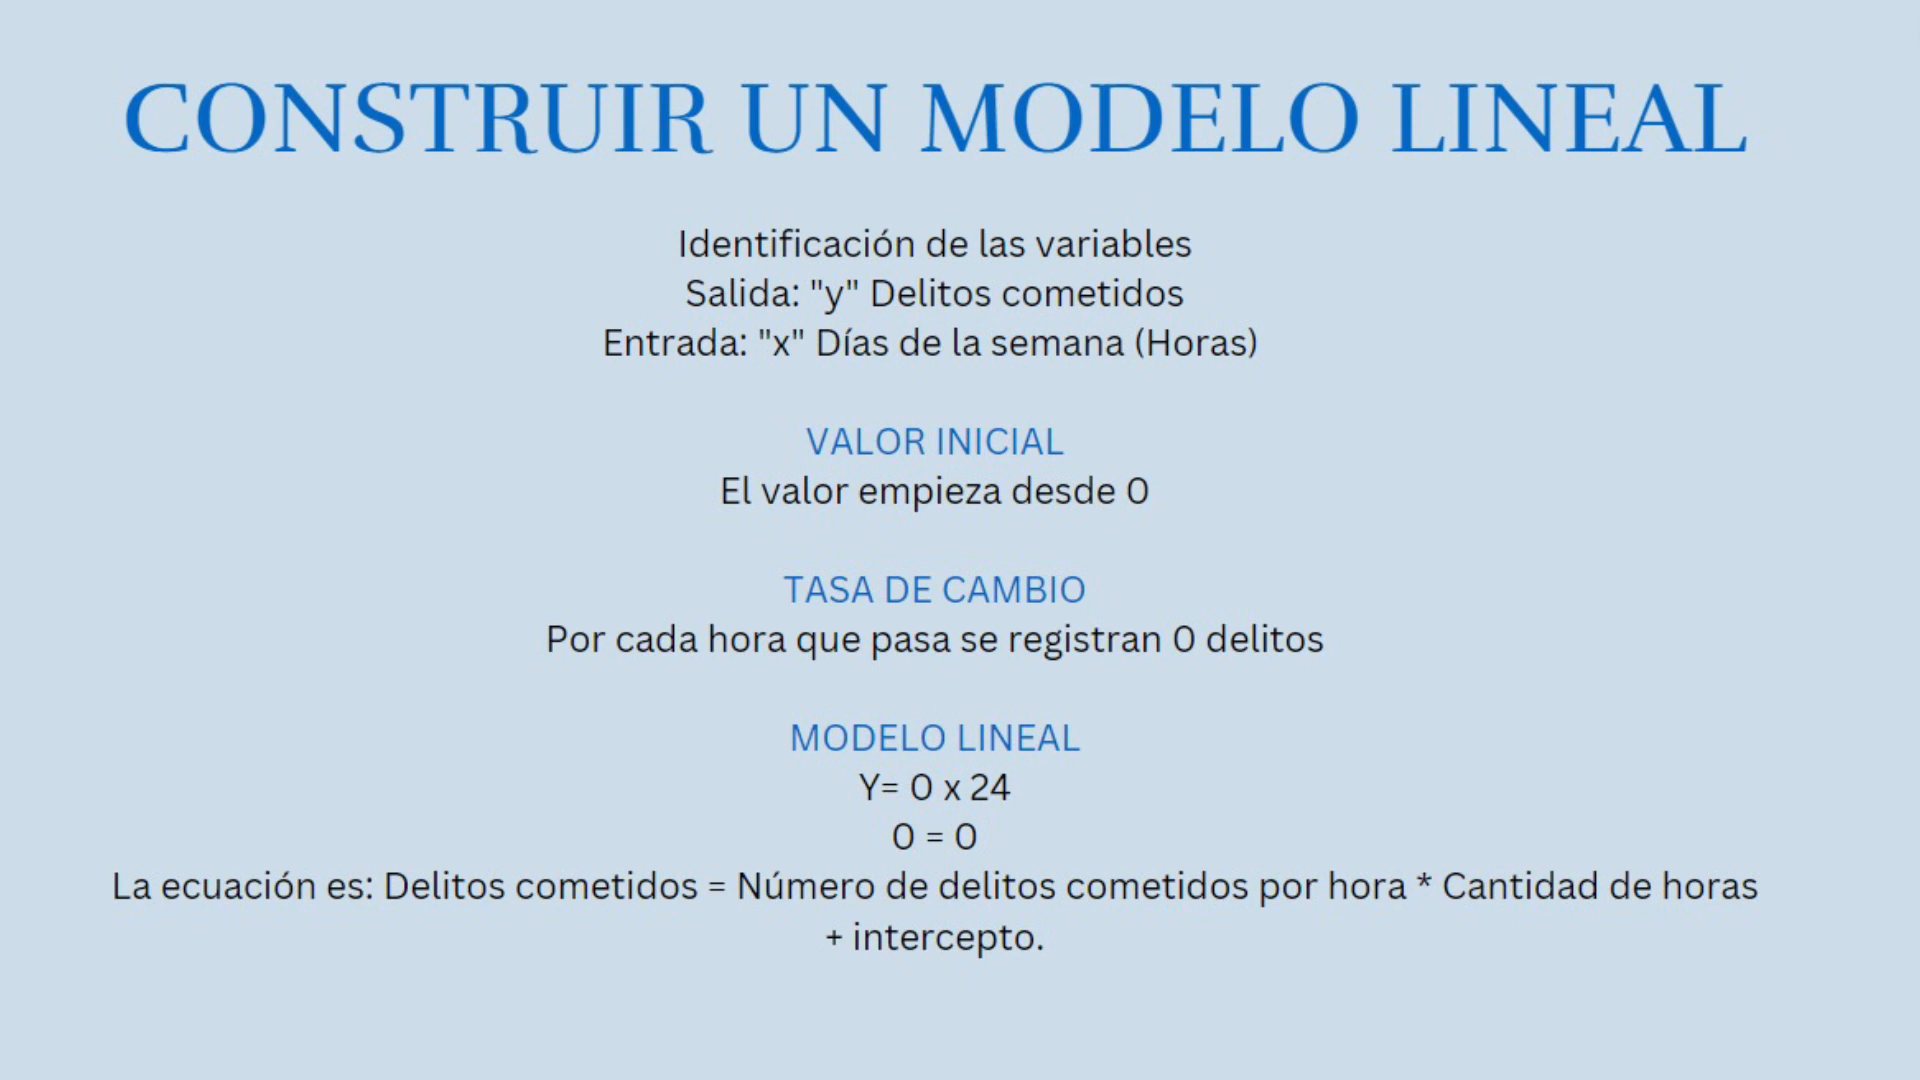 CONSTRUIR UN MODELO LINEAL
Identificación de las variables
Salida: "y" Delitos cometidos
Entrada: "x" Días de la semana (Horas)
VALOR INICIAL
El valor empieza desde 0
TASA DE CAMBIO
Por cada hora que pasa se registran 0 delitos
MODELO LINEAL
Y= 0 x 24
0 = 0
La ecuación es: Delitos cometidos = Número de delitos cometidos por hora * Cantidad de horas
+ intercepto.